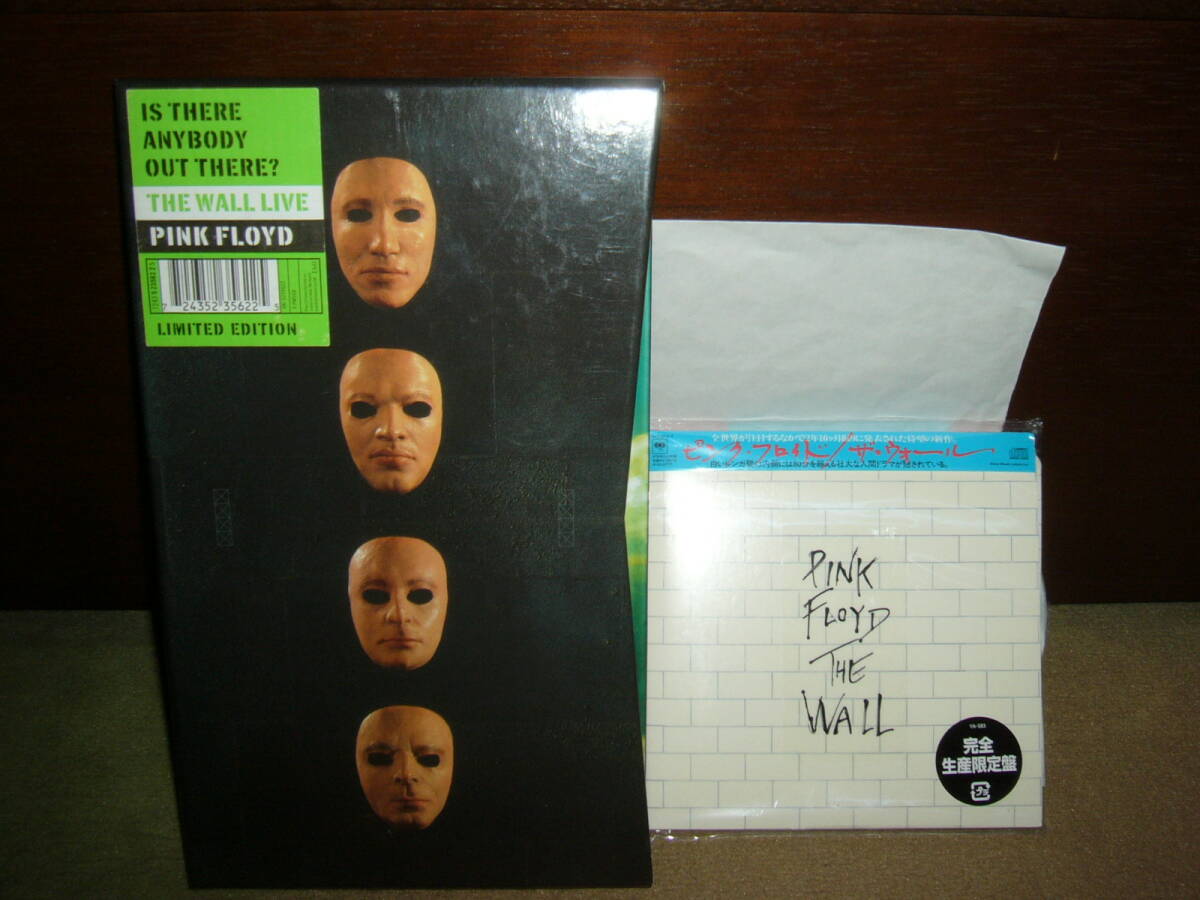 IS THERE
ANYBODY
OUT THERE?
THE WALL LIVE
PINK FLOYD
7 24352 35622 5
LIMITED EDITION
ピンク・フロイド/ザ・ウォール
PINK
FLOYD
THE
WALL
完全
生産限定盤